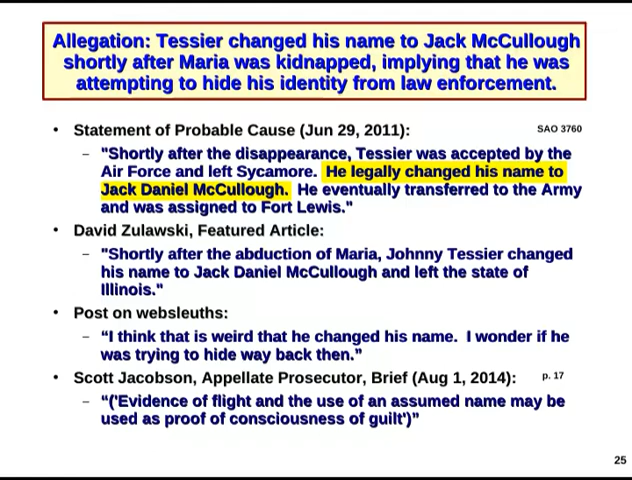 Allegation: Tessier changed his name to Jack McCullough
shortly after Maria was kidnapped, implying that he was
attempting to hide his identity from law enforcement.
• Statement of Probable Cause (Jun 29, 2011): SAO 3760
– "Shortly after the disappearance, Tessier was accepted by the
Air Force and left Sycamore. He legally changed his name to
Jack Daniel McCullough. He eventually transferred to the Army
and was assigned to Fort Lewis."
• David Zulawski, Featured Article:
– "Shortly after the abduction of Maria, Johnny Tessier changed
his name to Jack Daniel McCullough and left the state of
Illinois."
• Post on websleuths:
– “I think that is weird that he changed his name. I wonder if he
was trying to hide way back then.”
• Scott Jacobson, Appellate Prosecutor, Brief (Aug 1, 2014): p. 17
– “('Evidence of flight and the use of an assumed name may be
used as proof of consciousness of guilt')”
25